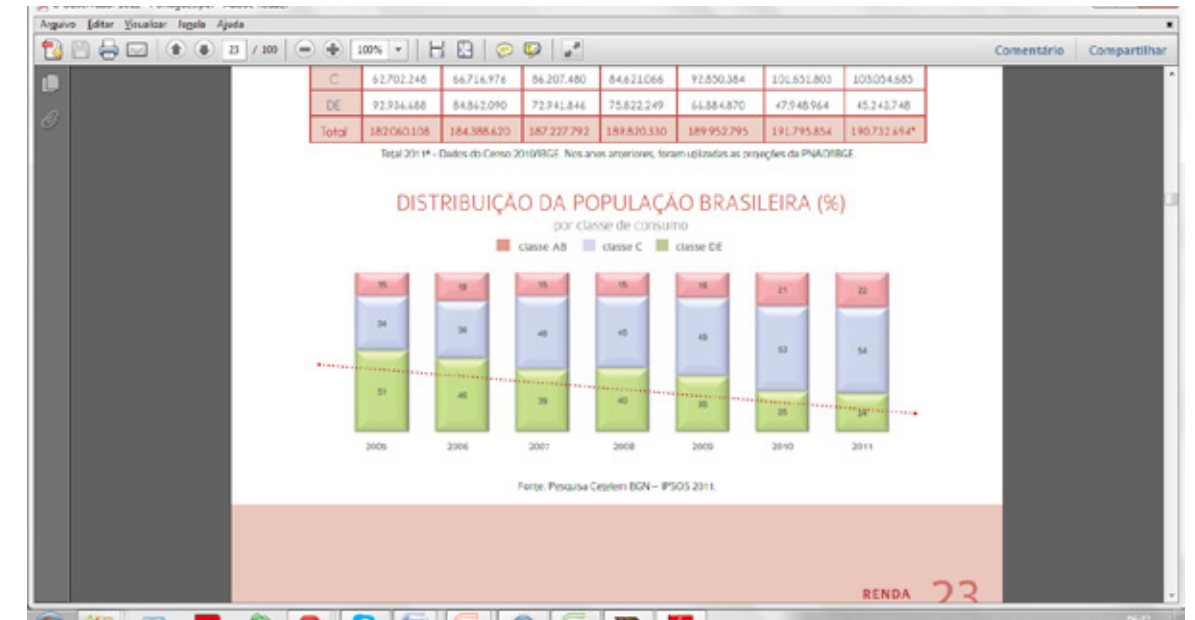 Arquivo Editar Visualizar Janela Ajuda
23 / 100 100% Comentário Compartilhar
C 62.702.248 66.716.976 86.207.480 84.621.066 92.850.384 101.651.803 103.054.685
DE 92.936.688 84.862.090 72.941.846 75.822.249 66.884.870 47.948.964 45.243.748
Total 182.060.108 184.388.620 187.227.792 189.820.330 189.952.795 191.795.854 190.732.694*
Total 2011* - Dados do Censo 2010/IBGE. Nos anos anteriores, foram utilizadas as projeções da PNAD/IBGE.
DISTRIBUIÇÃO DA POPULAÇÃO BRASILEIRA (%)
por classe de consumo
classe AB classe C classe DE
15 18 15 15 16 21 22
34 36 46 45 49 53 54
51 46 39 40 35 25 24
2005 2006 2007 2008 2009 2010 2011
Fonte: Pesquisa Cetelem BGN – IPSOS 2011.
RENDA 23